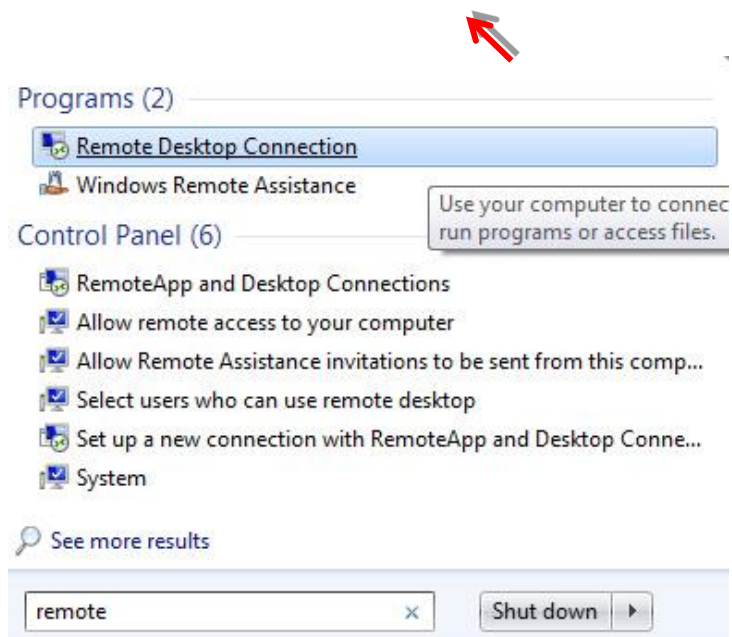 Programs (2)
Remote Desktop Connection
Windows Remote Assistance
Use your computer to connec
run programs or access files.
Control Panel (6)
RemoteApp and Desktop Connections
Allow remote access to your computer
Allow Remote Assistance invitations to be sent from this comp...
Select users who can use remote desktop
Set up a new connection with RemoteApp and Desktop Conne...
System
See more results
remote
Shut down